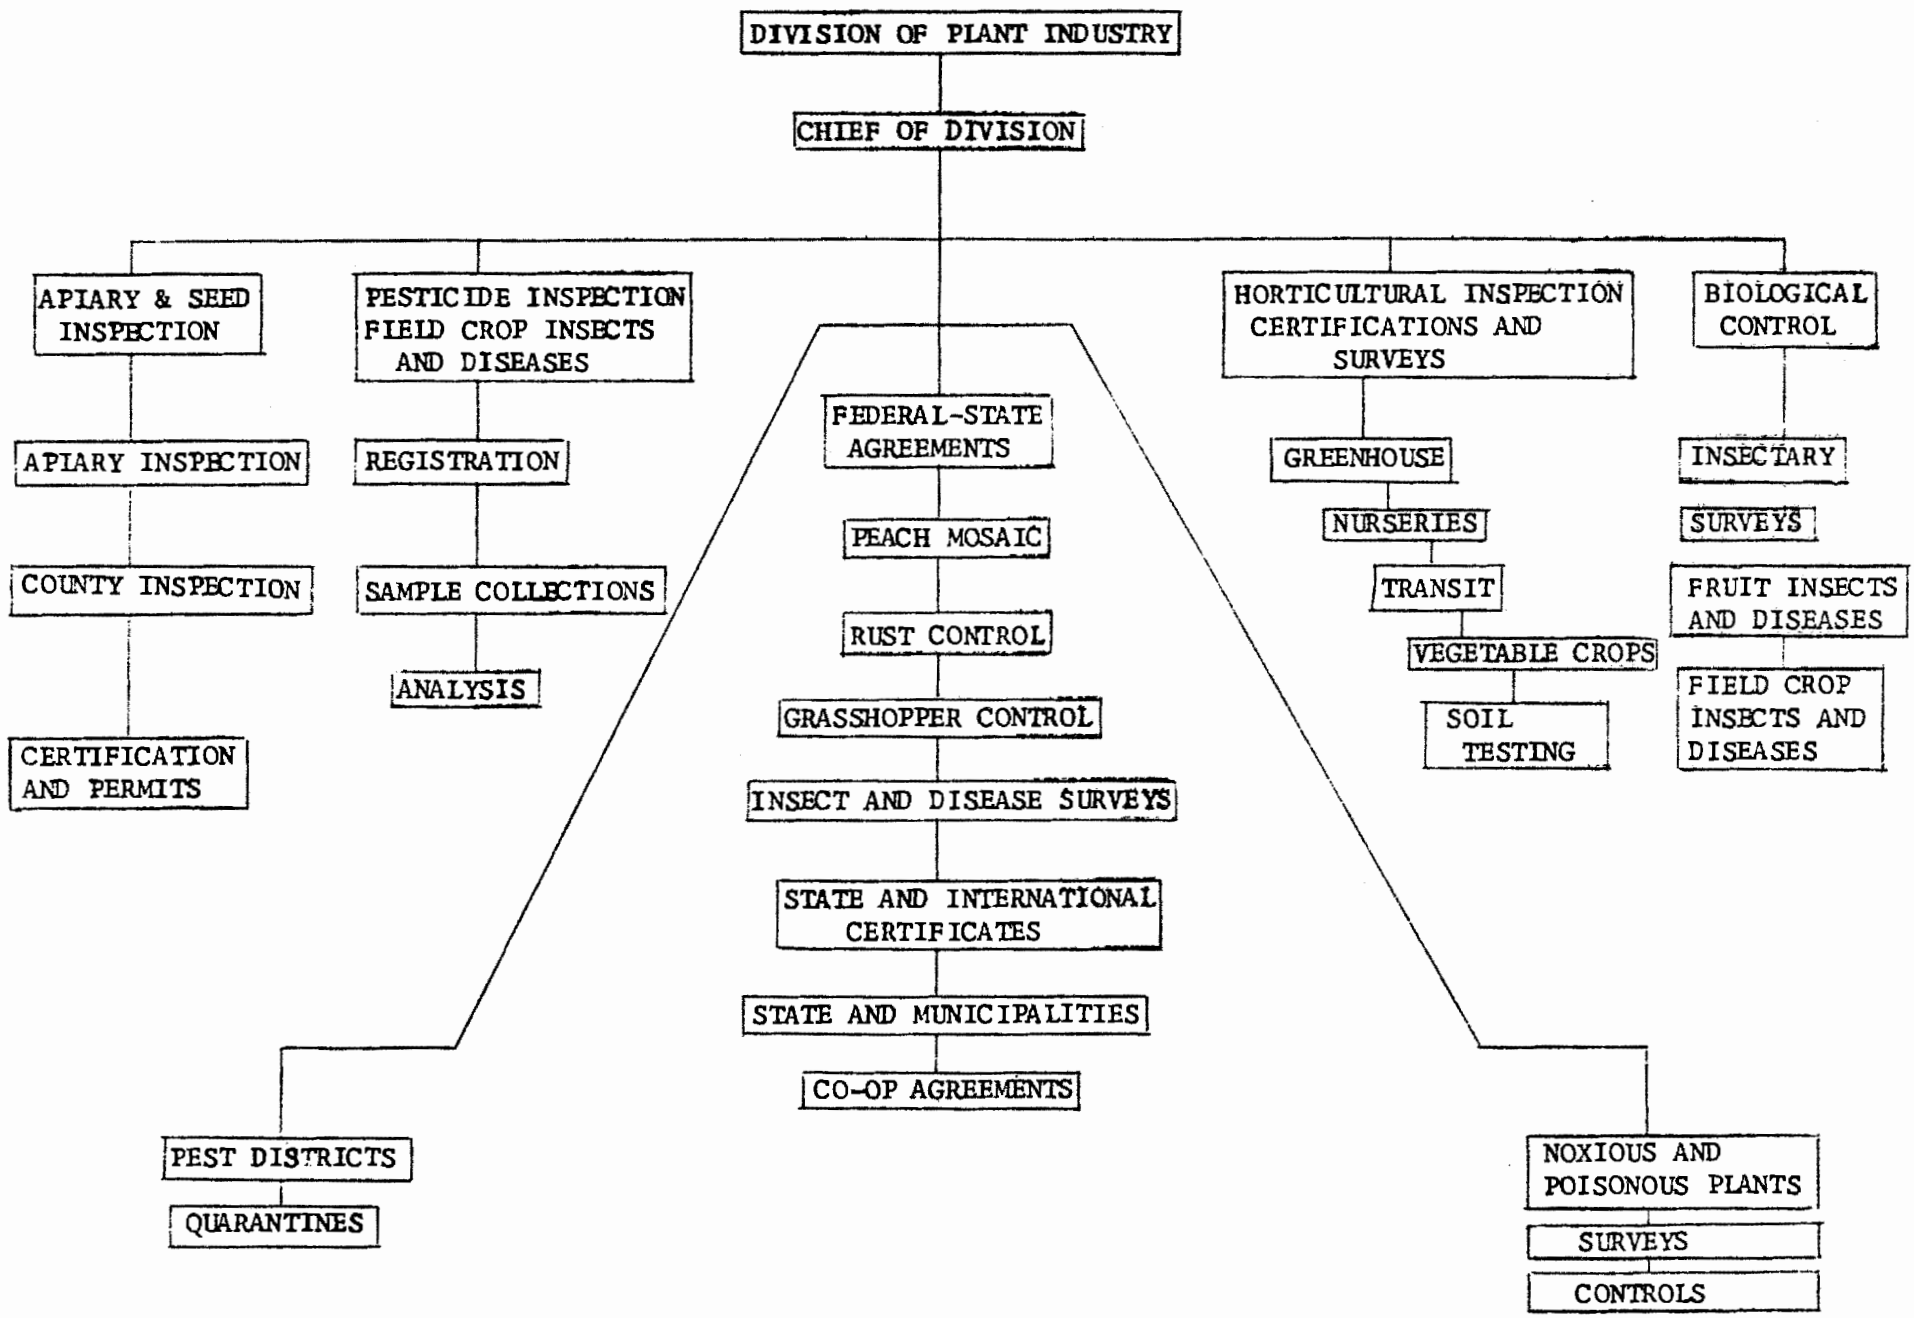 DIVISION OF PLANT INDUSTRY
CHIEF OF DIVISION
APIARY & SEED
INSPECTION
APIARY INSPECTION
COUNTY INSPECTION
CERTIFICATION
AND PERMITS
PESTICIDE INSPECTION
FIELD CROP INSECTS
AND DISEASES
REGISTRATION
SAMPLE COLLECTIONS
ANALYSIS
FEDERAL-STATE
AGREEMENTS
PEACH MOSAIC
RUST CONTROL
GRASSHOPPER CONTROL
INSECT AND DISEASE SURVEYS
STATE AND INTERNATIONAL
CERTIFICATES
STATE AND MUNICIPALITIES
CO-OP AGREEMENTS
HORTICULTURAL INSPECTION
CERTIFICATIONS AND
SURVEYS
GREENHOUSE
NURSERIES
TRANSIT
VEGETABLE CROPS
SOIL
TESTING
BIOLOGICAL
CONTROL
INSECTARY
SURVEYS
FRUIT INSECTS
AND DISEASES
FIELD CROP
INSECTS AND
DISEASES
PEST DISTRICTS
QUARANTINES
NOXIOUS AND
POISONOUS PLANTS
SURVEYS
CONTROLS